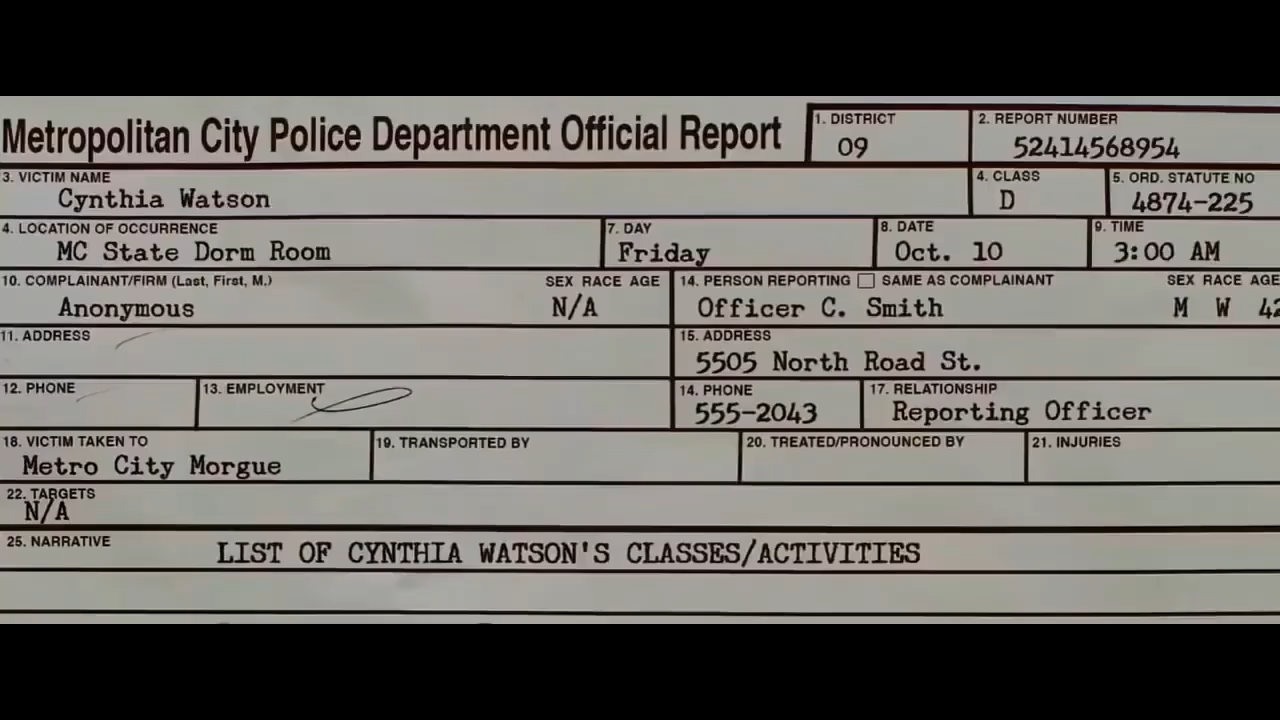 Metropolitan City Police Department Official Report
1. DISTRICT
09
2. REPORT NUMBER
52414568954
3. VICTIM NAME
Cynthia Watson
4. CLASS
D
5. ORD. STATUTE NO
4874-225
4. LOCATION OF OCCURRENCE
MC State Dorm Room
7. DAY
Friday
8. DATE
Oct. 10
9. TIME
3:00 AM
10. COMPLAINANT/FIRM (Last, First, M.)
SEX RACE AGE
Anonymous
N/A
14. PERSON REPORTING SAME AS COMPLAINANT
SEX RACE AGE
Officer C. Smith
M W 42
11. ADDRESS
15. ADDRESS
5505 North Road St.
12. PHONE
13. EMPLOYMENT
14. PHONE
555-2043
17. RELATIONSHIP
Reporting Officer
18. VICTIM TAKEN TO
Metro City Morgue
19. TRANSPORTED BY
20. TREATED/PRONOUNCED BY
21. INJURIES
22. TARGETS
N/A
25. NARRATIVE
LIST OF CYNTHIA WATSON'S CLASSES/ACTIVITIES